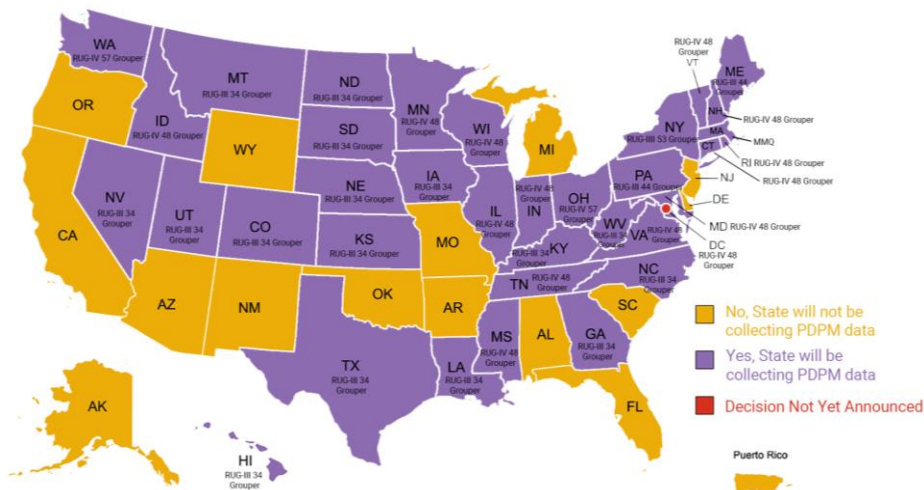 WA
RUG-IV 57 Grouper
OR
CA
ID
RUG-IV 48 Grouper
NV
RUG-III 34
Grouper
MT
RUG-III 34 Grouper
WY
UT
RUG-III 34
Grouper
AZ
CO
RUG-III 34 Grouper
NM
ND
RUG-III 34 Grouper
SD
RUG-III 34 Grouper
NE
RUG-III 34
Grouper
KS
RUG-III 34 Grouper
OK
TX
RUG-III 34
Grouper
MN
RUG-IV 48
Grouper
IA
RUG-III 34
Grouper
MO
AR
LA
RUG-III 34
Grouper
WI
RUG-IV 48
Grouper
IL
RUG-IV 48
Grouper
MS
RUG-IV 48
Grouper
MI
RUG-IV 48
Grouper
IN
OH
RUG-IV 57
Grouper
KY
RUG-III 34
Grouper
TN
RUG-IV 48
Grouper
AL
GA
RUG-III 34
Grouper
FL
SC
NC
RUG-III 34
Grouper
WV
RUG-III 34
Grouper
VA
RUG-IV 48
Grouper
PA
RUG-III 44 Grouper
NY
RUG-IIII 53 Grouper
RUG-IV 48
Grouper
VT
ME
RUG-III 44
Grouper
NH
RUG-IV 48 Grouper
MA
MMQ
CT
RI RUG-IV 48 Grouper
RUG-IV 48 Grouper
NJ
DE
MD RUG-IV 48 Grouper
DC
RUG-IV 48
Grouper
AK
HI
RUG-III 34
Grouper
No, State will not be
collecting PDPM data
Yes, State will be
collecting PDPM data
Decision Not Yet Announced
Puerto Rico